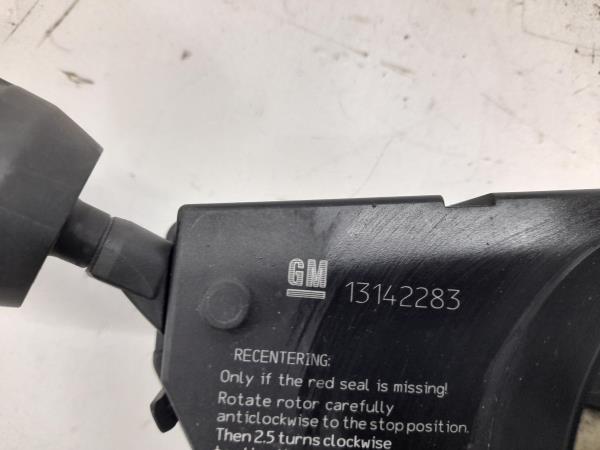 GM 13142283
RECENTERING:
Only if the red seal is missing!
Rotate rotor carefully
anticlockwise to the stop position.
Then 2.5 turns clockwise